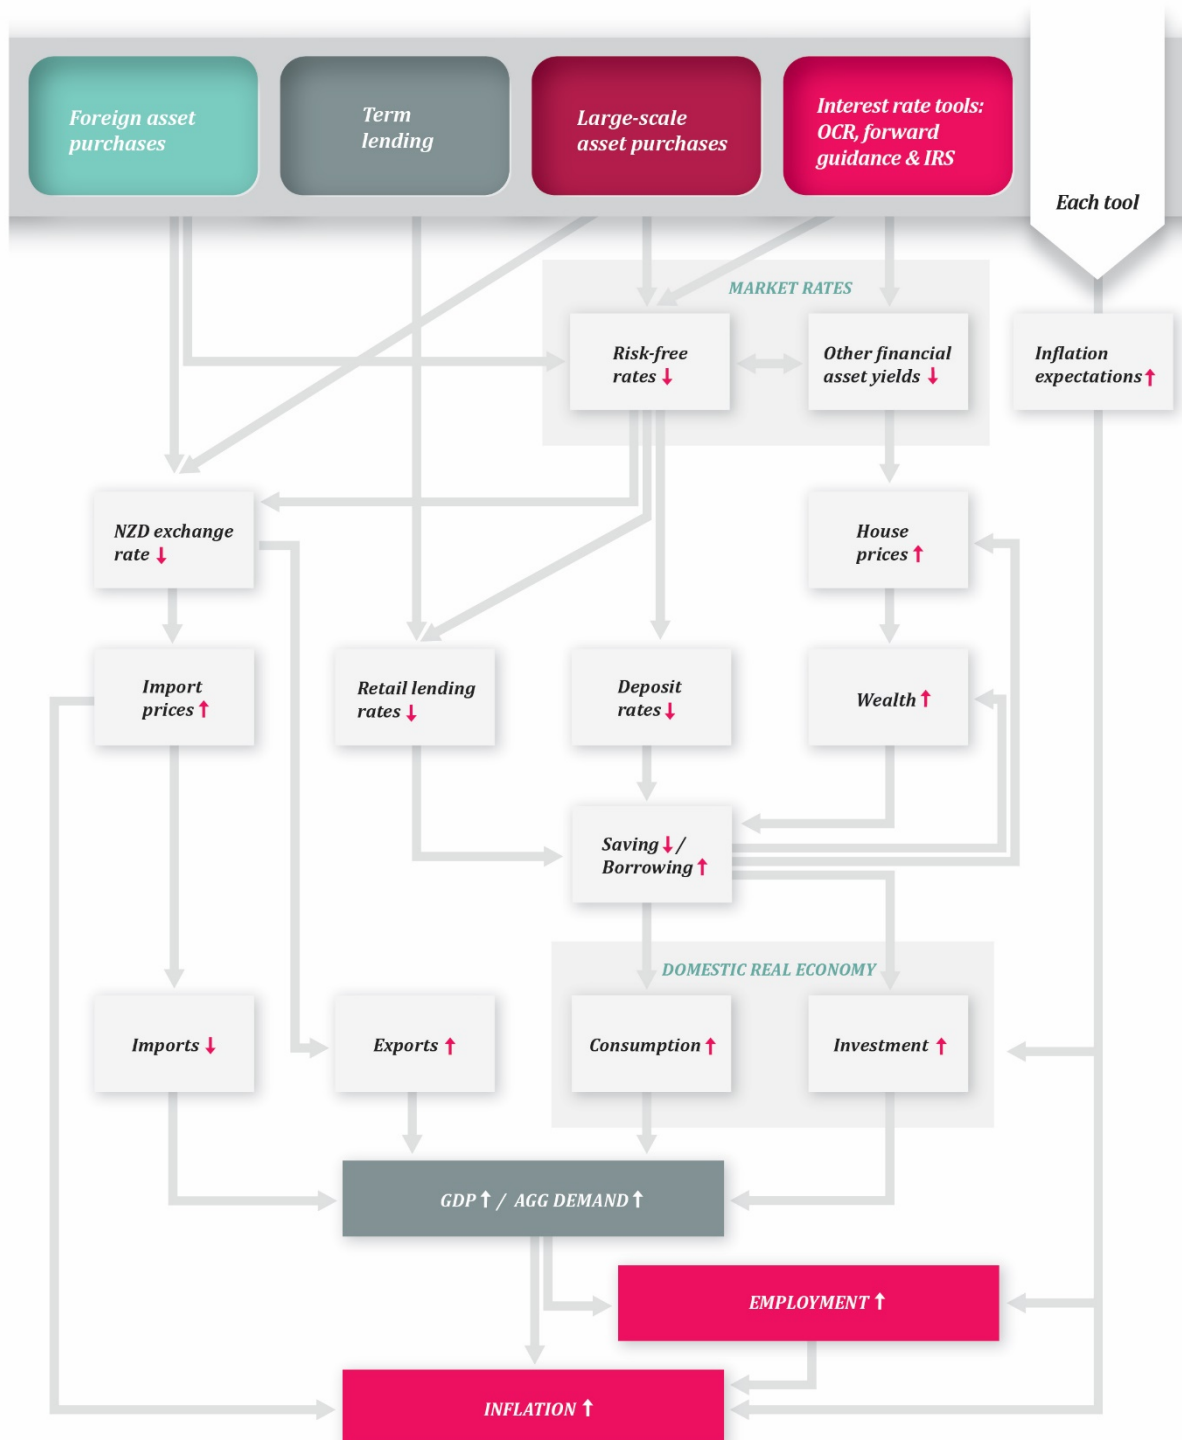 Foreign asset
purchases
Term
lending
Large-scale
asset purchases
Interest rate tools:
OCR, forward
guidance & IRS
Each tool
MARKET RATES
Risk-free
rates ↓
Other financial
asset yields ↓
Inflation
expectations ↑
NZD exchange
rate ↓
House
prices ↑
Import
prices ↑
Retail lending
rates ↓
Deposit
rates ↓
Wealth ↑
Saving ↓ /
Borrowing ↑
DOMESTIC REAL ECONOMY
Imports ↓
Exports ↑
Consumption ↑
Investment ↑
GDP ↑ / AGG DEMAND ↑
EMPLOYMENT ↑
INFLATION ↑